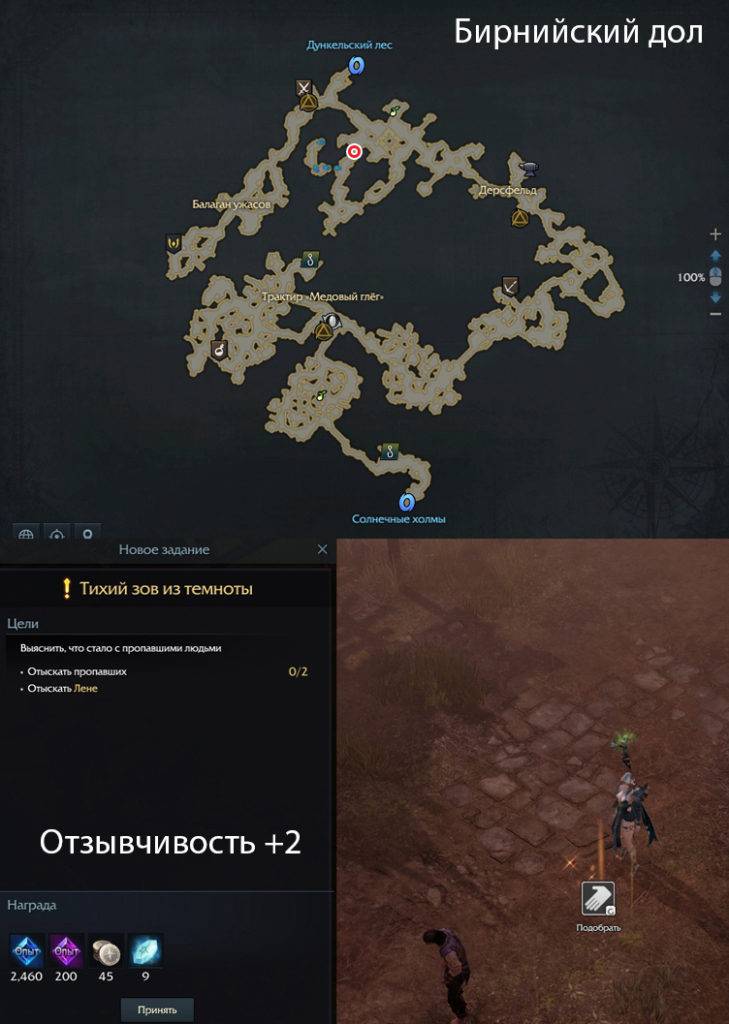 Бирнийский дол
Дункельский лес
Дерсфельд
Балаган ужасов
100%
Трактир «Медовый глёг»
Солнечные холмы
Новое задание
! Тихий зов из темноты
Цели
Выяснить, что стало с пропавшими людьми
• Отыскать пропавших 0/2
• Отыскать Лене
Отзывчивость +2
Награда
Опыт Опыт
2,460 200 45 9
Принять
G
Подобрать